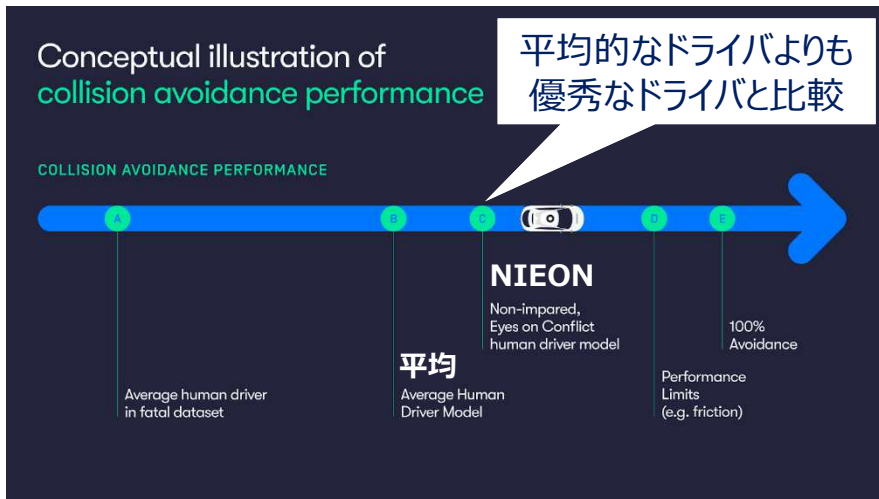 Conceptual illustration of
collision avoidance performance
平均的なドライバよりも
優秀なドライバと比較
COLLISION AVOIDANCE PERFORMANCE
A
B
C
D
E
NIEON
Non-impared,
Eyes on Conflict
human driver model
100%
Avoidance
平均
Average human driver
in fatal dataset
Average Human
Driver Model
Performance
Limits
(e.g. friction)